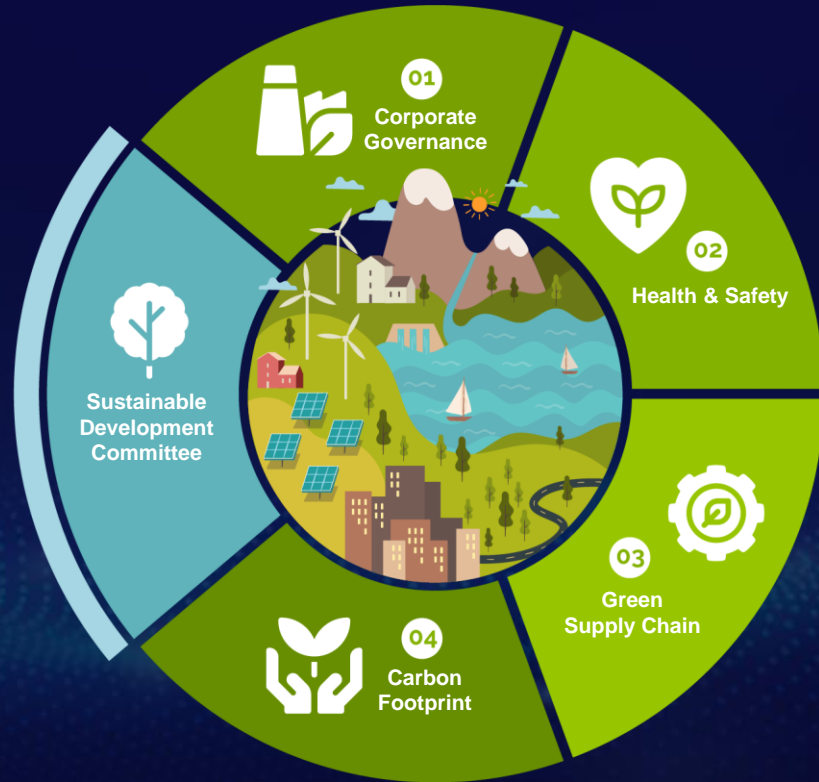 01
Corporate
Governance
02
Health & Safety
03
Green
Supply Chain
04
Carbon
Footprint
Sustainable
Development
Committee